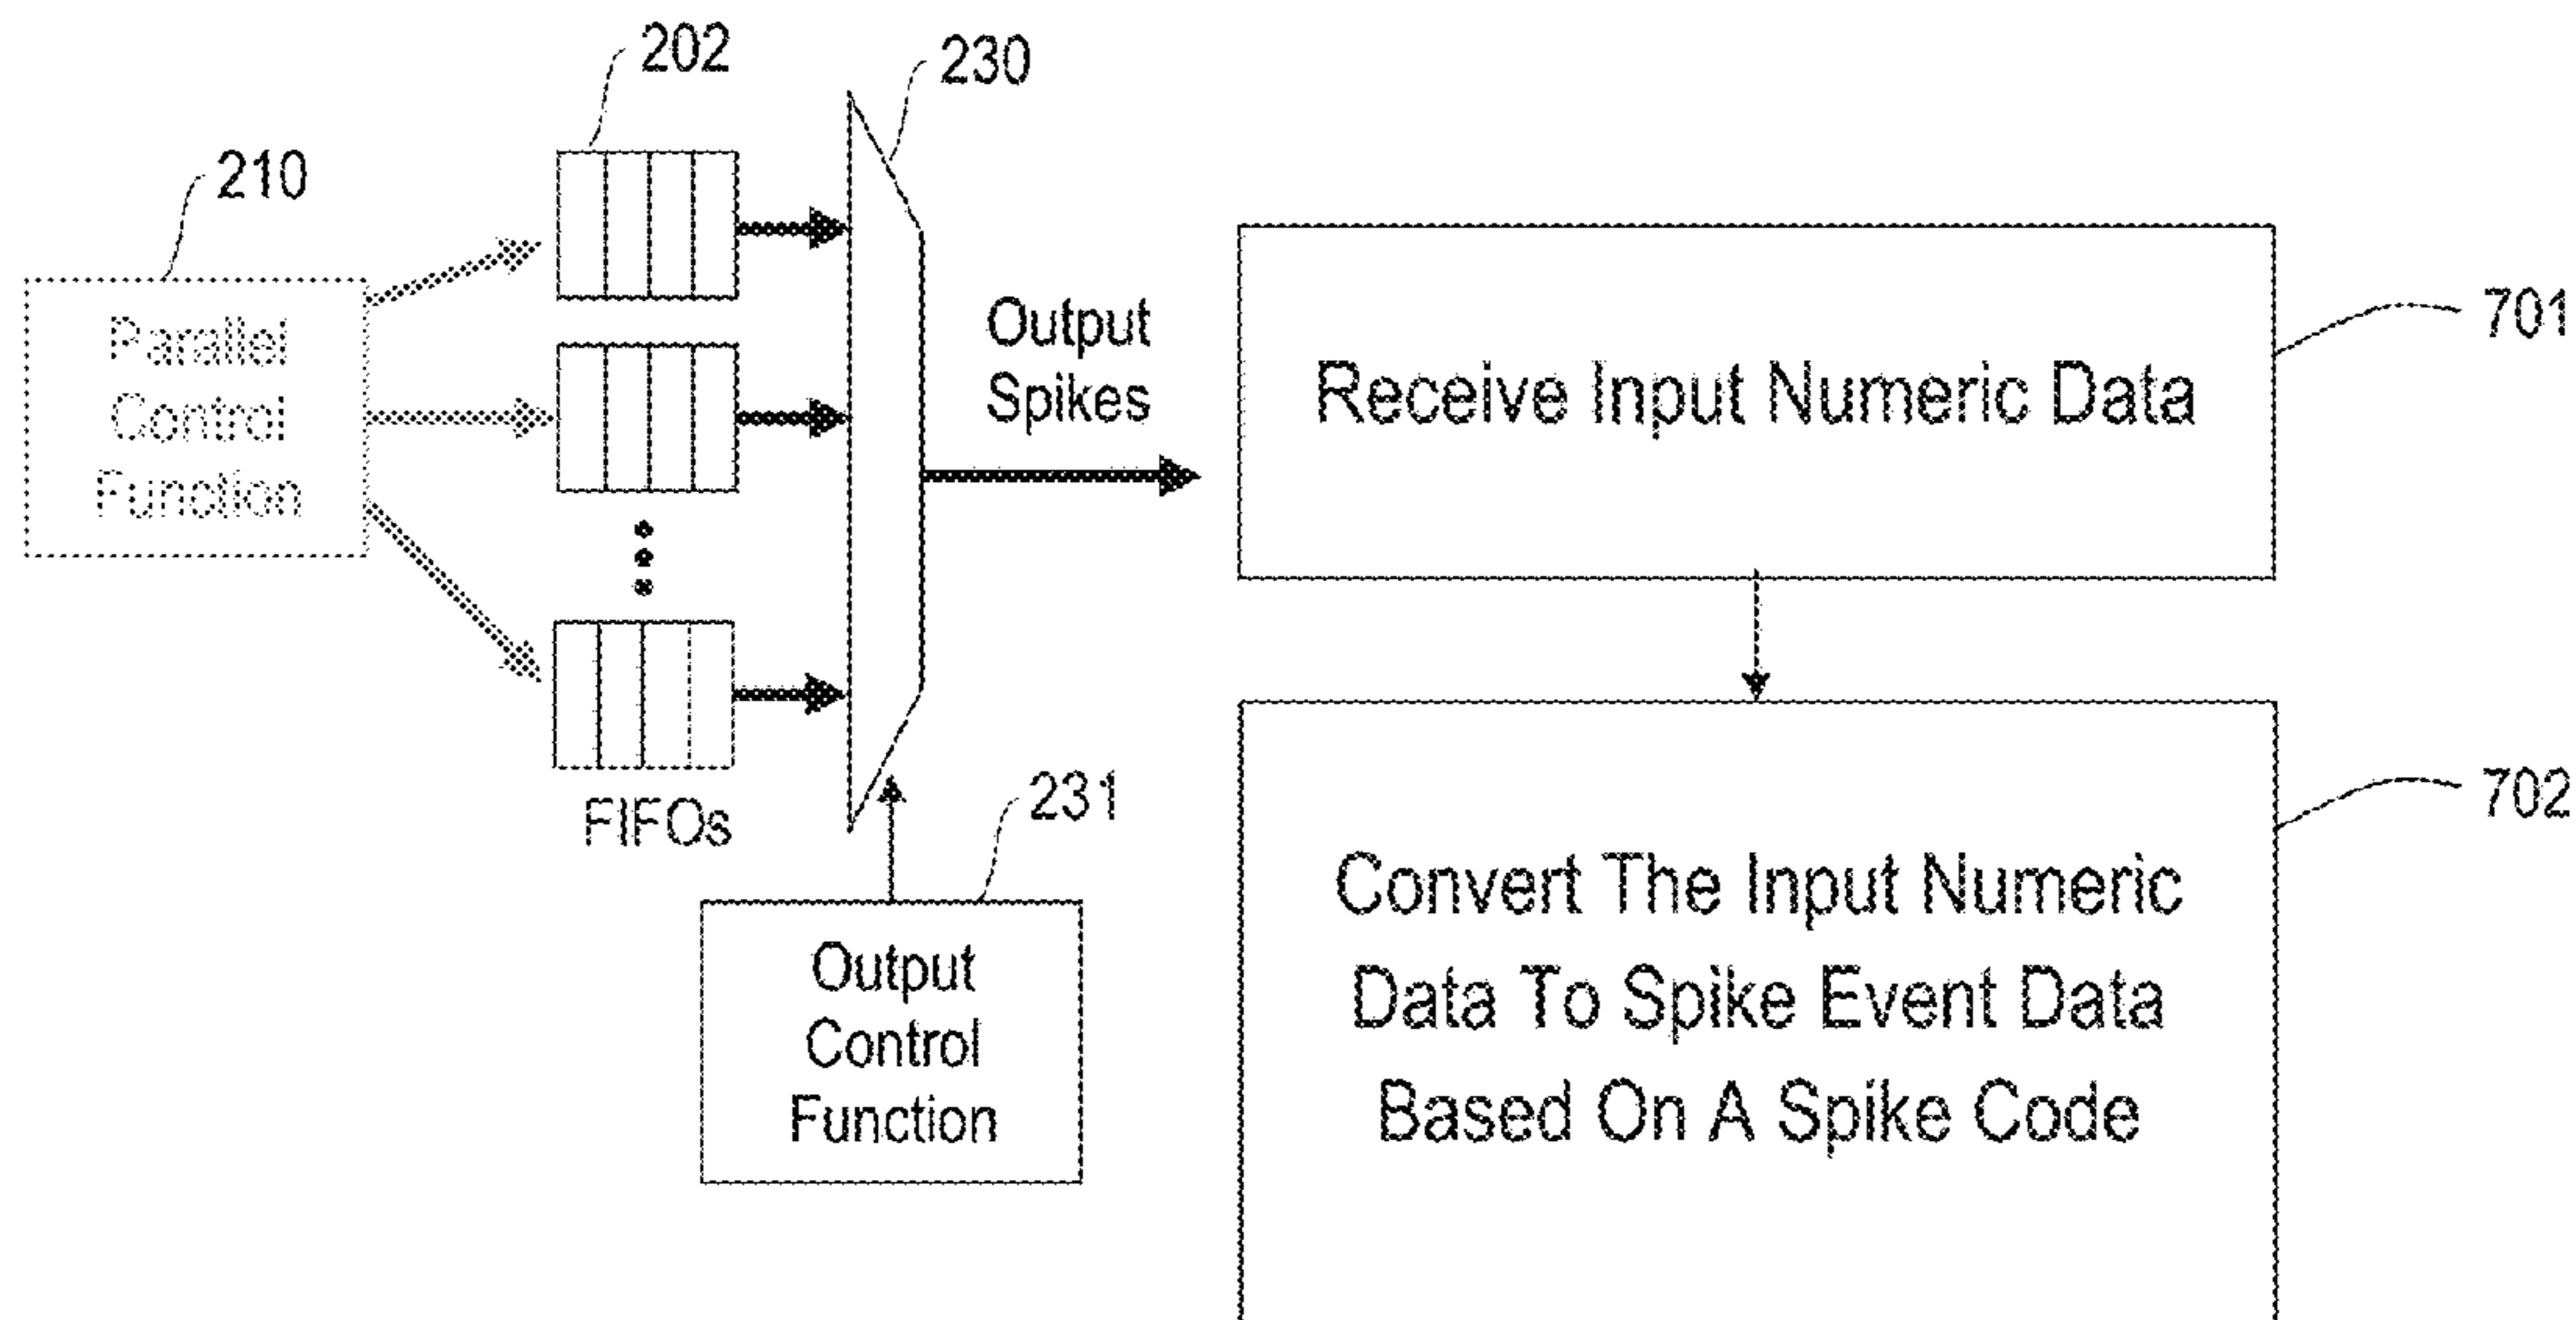 202
230
210
Parallel
Control
Function
Output
Spikes
FIFOs
231
Output
Control
Function
701
Receive Input Numeric Data
702
Convert The Input Numeric
Data To Spike Event Data
Based On A Spike Code